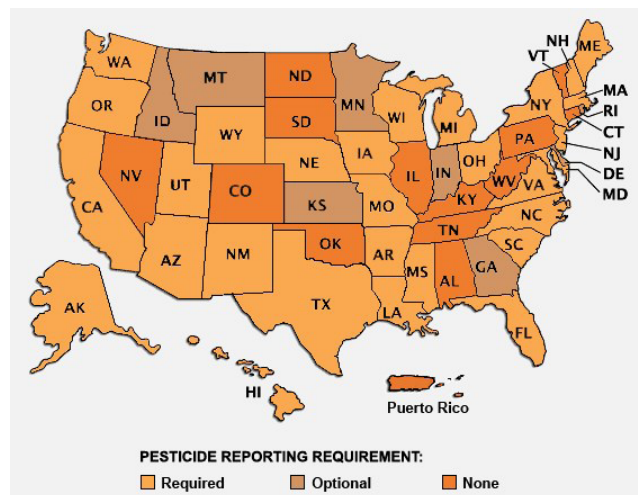 NH
ME
VT
WA
MT
ND
MN
OR
ID
SD
WI
MI
NY
MA
RI
CT
WY
IA
PA
NJ
NV
NE
IL
IN
OH
DE
UT
CO
WV
VA
MD
CA
KS
MO
KY
NC
TN
OK
AR
SC
AZ
NM
MS
AL
GA
TX
LA
AK
FL
HI
Puerto Rico
PESTICIDE REPORTING REQUIREMENT:
Required Optional None